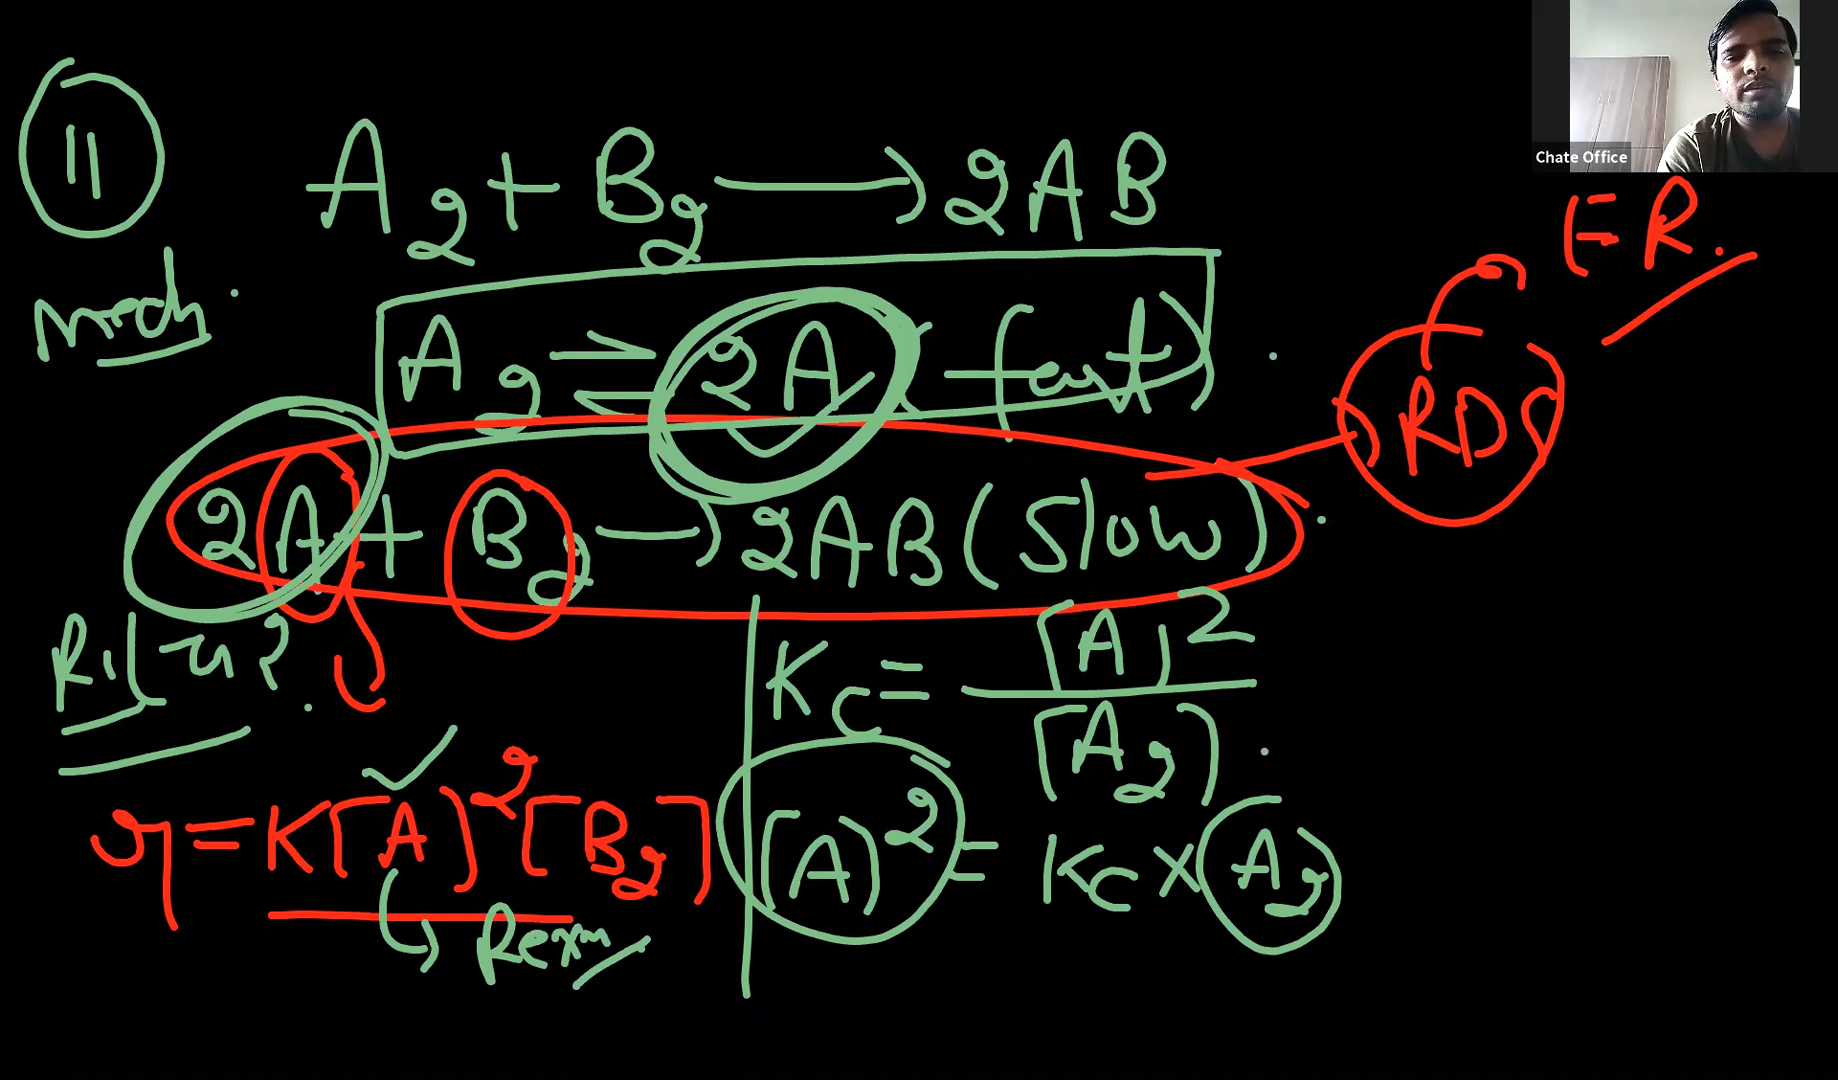 Chate Office
11
A2 + B2 → 2AB
E R.
Mech.
A2 ⇌ 2A (fast)
RDS
2A + B2 → 2AB (Slow)
R.l = ?
Kc = [A]2 / [A2]
r = K[A]2[B2]
[A]2 = Kc × A2
Rexn